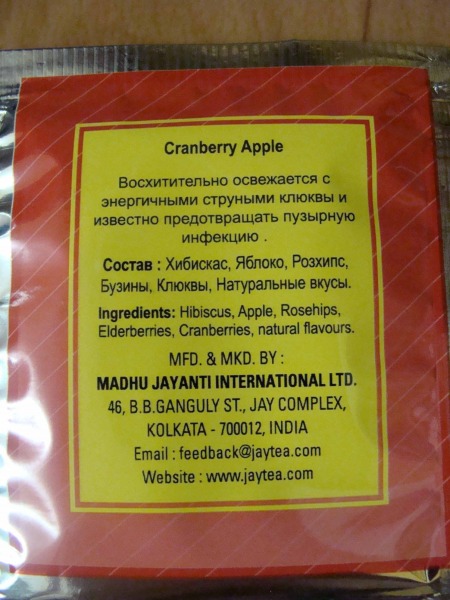 Cranberry Apple
Восхитительно освежается с
энергичными струными клюквы и
известно предотвращать пузырную
инфекцию .
Состав : Хибискас, Яблоко, Розхипс,
Бузины, Клюквы, Натуральные вкусы.
Ingredients: Hibiscus, Apple, Rosehips,
Elderberries, Cranberries, natural flavours.
MFD. & MKD. BY :
MADHU JAYANTI INTERNATIONAL LTD.
46, B.B.GANGULY ST., JAY COMPLEX,
KOLKATA - 700012, INDIA
Email : feedback@jaytea.com
Website : www.jaytea.com